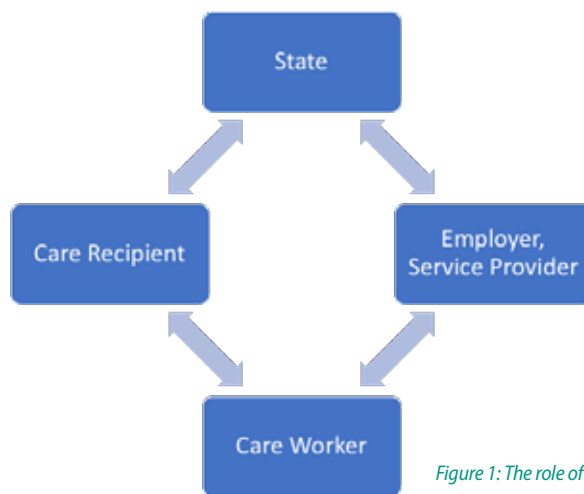 State
Care Recipient
Employer,
Service Provider
Care Worker
Figure 1: The role of